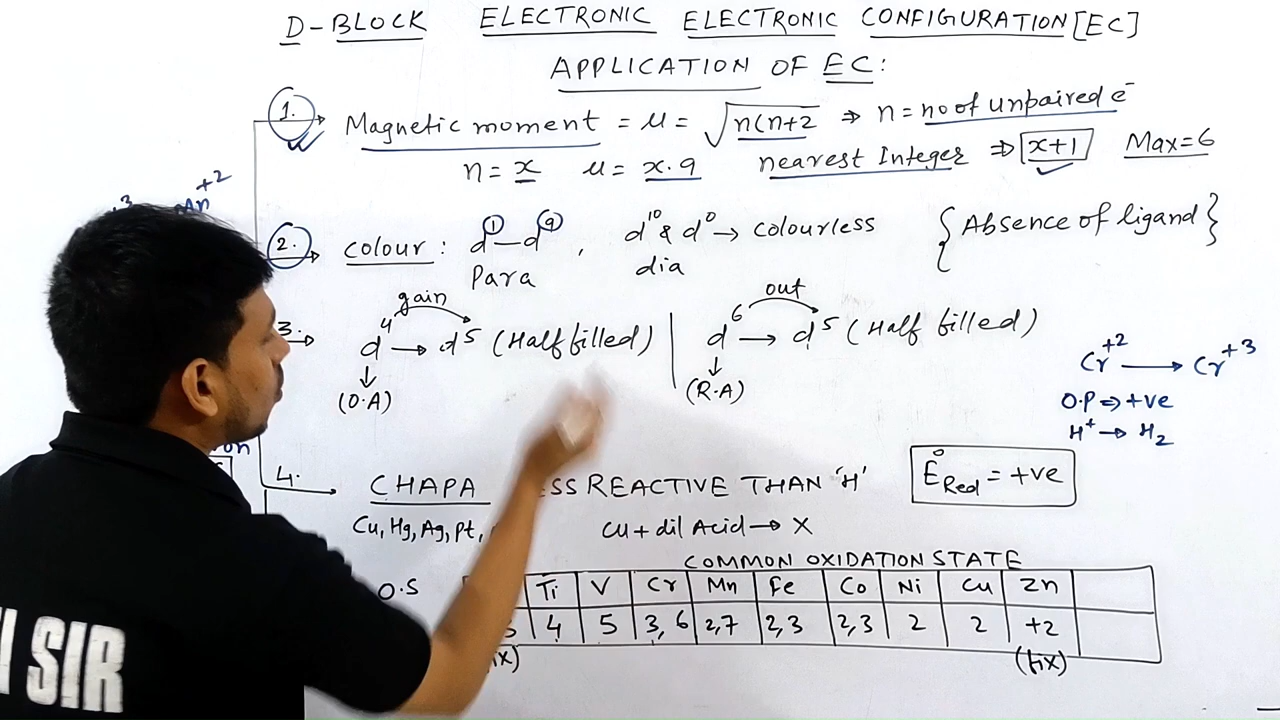 D-BLOCK ELECTRONIC ELECTRONIC CONFIGURATION [EC]
APPLICATION OF EC:
1. Magnetic moment = μ = √n(n+2 ⇒ n = no of unpaired e⁻
n = x μ = x.9 nearest Integer ⇒ x+1 Max=6
+2
2. colour: d① — d⑨, d¹⁰ & d⁰ → colourless {Absence of ligand}
Para dia
gain out
3. d⁴ → d⁵ (Half filled) | d⁶ → d⁵ (Half filled)
(O.A) (R.A)
Cr⁺² → Cr⁺³
O.P ⇒ +ve
H⁺ → H₂
4. CHAPA LESS REACTIVE THAN 'H' E°Red = +ve
Cu, Hg, Ag, Pt, Cu + dil Acid → X
COMMON OXIDATION STATE
O.S Ti V Cr Mn Fe Co Ni Cu Zn
4 5 3, 6 2,7 2,3 2,3 2 2 +2
(fix)
I SIR